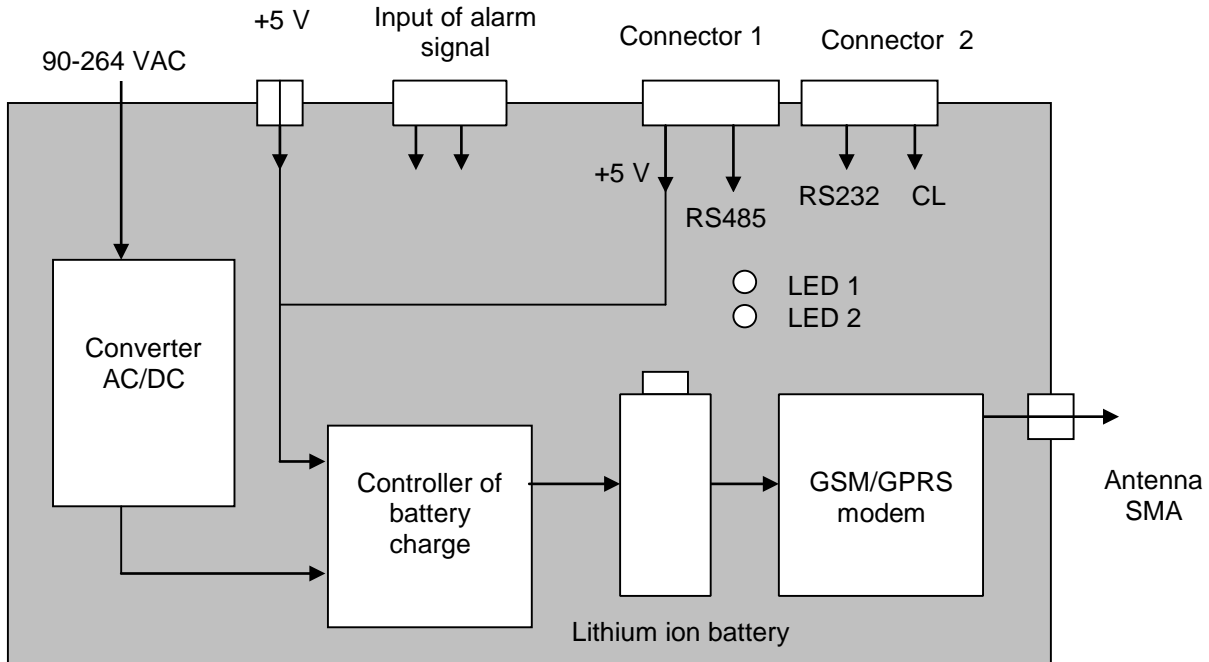 +5 V
Input of alarm
signal
Connector 1
Connector 2
90-264 VAC
+5 V
RS485
RS232
CL
LED 1
LED 2
Converter
AC/DC
Controller of
battery
charge
GSM/GPRS
modem
Antenna
SMA
Lithium ion battery